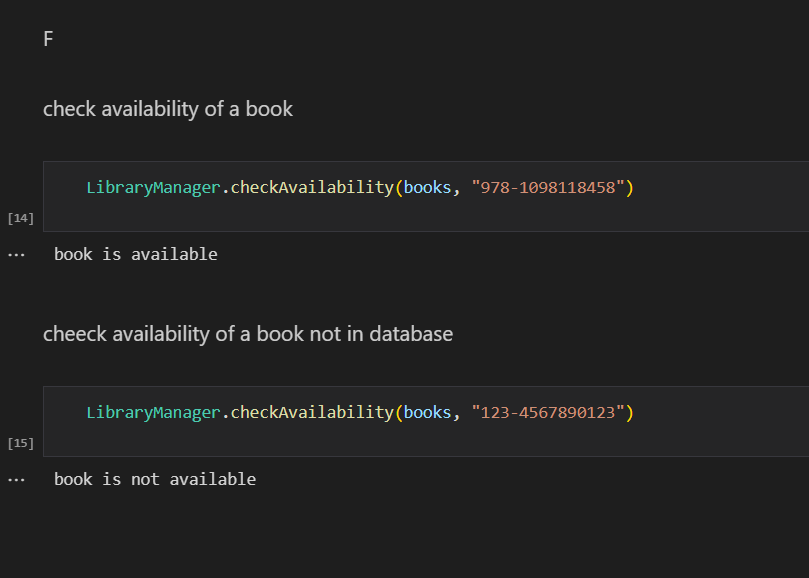 F
check availability of a book
LibraryManager.checkAvailability(books, "978-1098118458")
[14]
... book is available
cheeck availability of a book not in database
LibraryManager.checkAvailability(books, "123-4567890123")
[15]
... book is not available